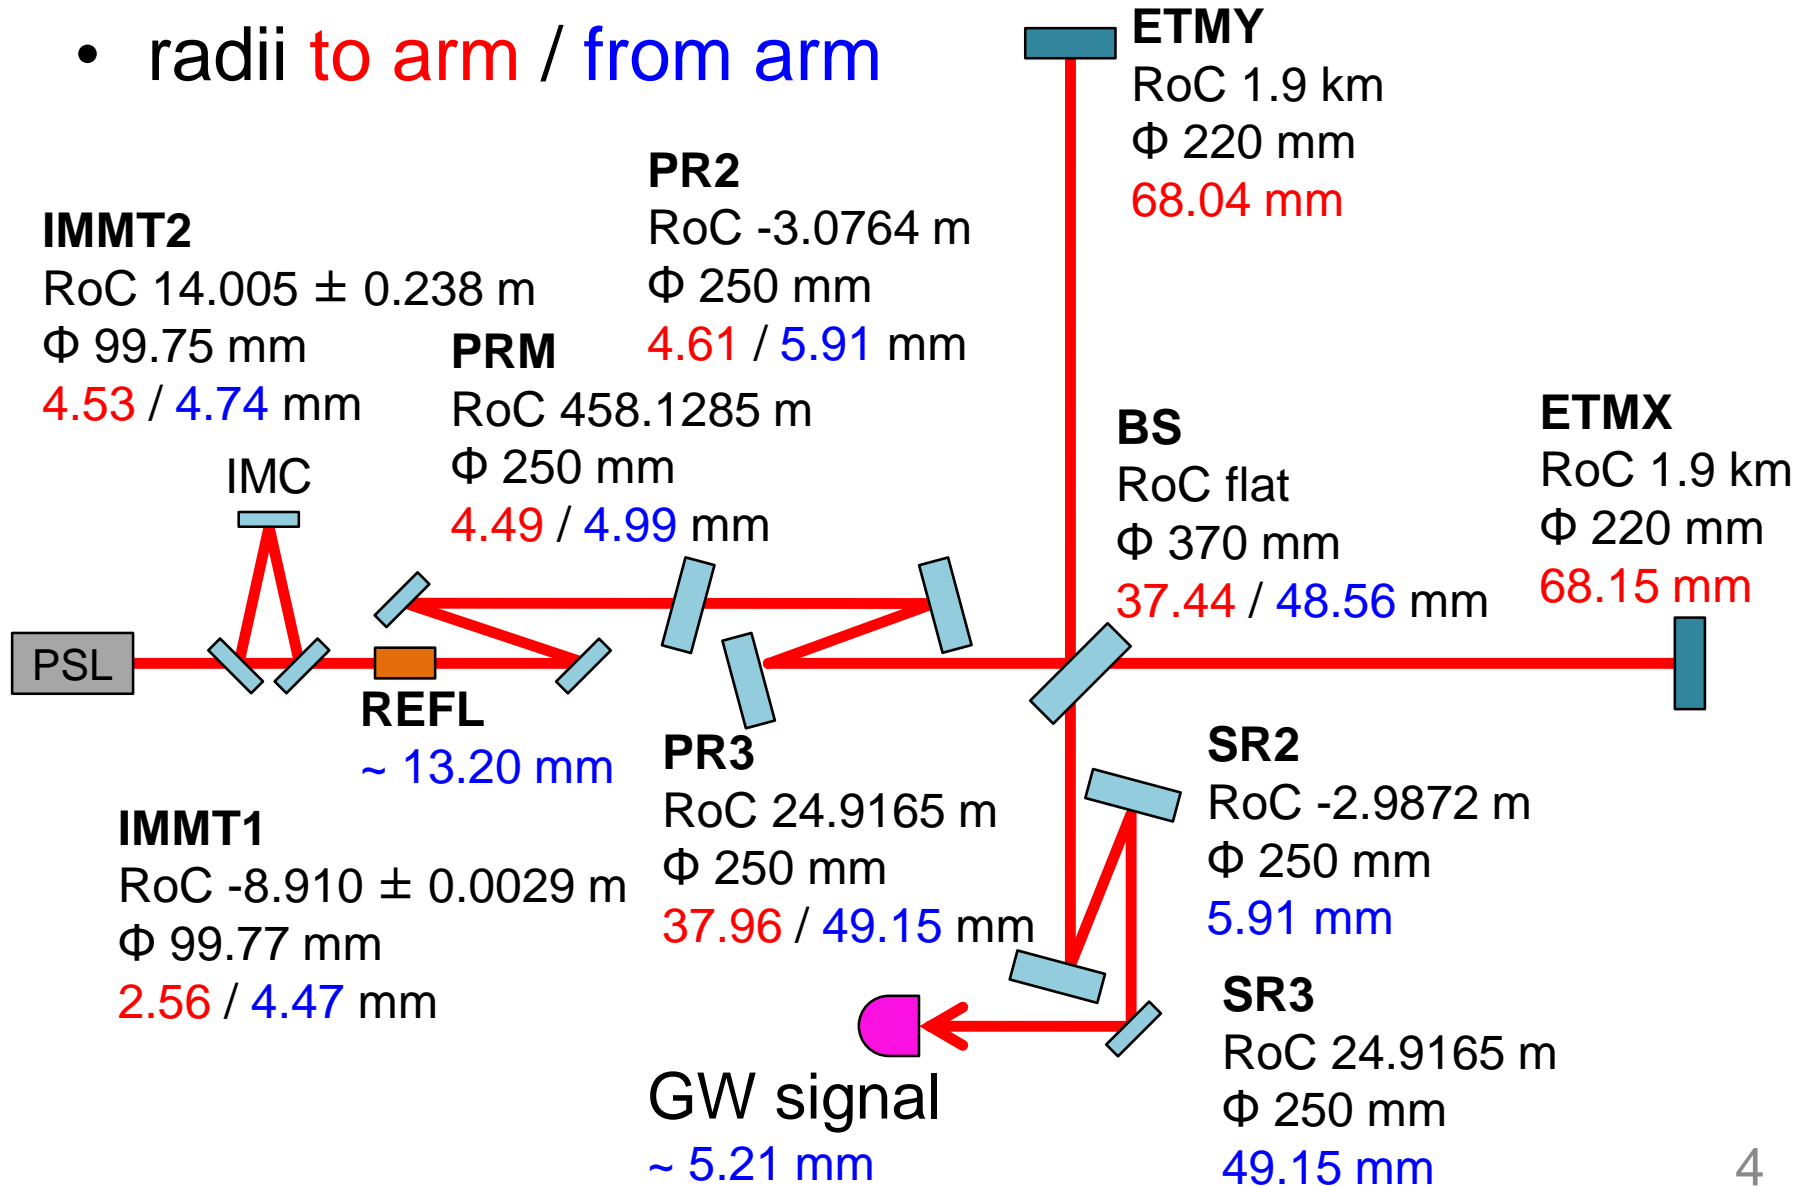 • radii to arm / from arm
ETMY
RoC 1.9 km
Φ 220 mm
68.04 mm
PR2
RoC -3.0764 m
Φ 250 mm
4.61 / 5.91 mm
IMMT2
RoC 14.005 ± 0.238 m
Φ 99.75 mm
4.53 / 4.74 mm
PRM
RoC 458.1285 m
Φ 250 mm
4.49 / 4.99 mm
BS
RoC flat
Φ 370 mm
37.44 / 48.56 mm
ETMX
RoC 1.9 km
Φ 220 mm
68.15 mm
IMC
PSL
REFL
~ 13.20 mm
PR3
RoC 24.9165 m
Φ 250 mm
37.96 / 49.15 mm
SR2
RoC -2.9872 m
Φ 250 mm
5.91 mm
IMMT1
RoC -8.910 ± 0.0029 m
Φ 99.77 mm
2.56 / 4.47 mm
SR3
RoC 24.9165 m
Φ 250 mm
49.15 mm
GW signal
~ 5.21 mm
4